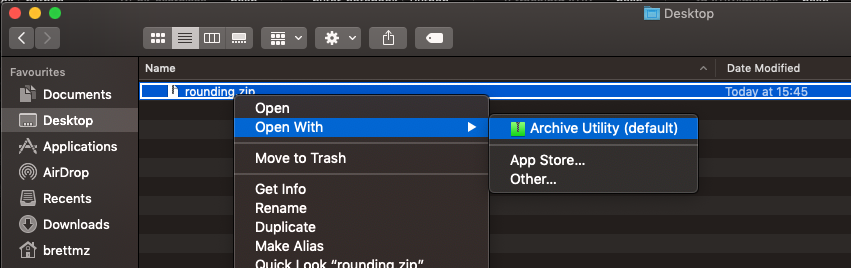 Desktop
Favourites
Name
Date Modified
Documents
rounding.zip
Today at 15:45
Desktop
Open
Open With
Archive Utility (default)
Applications
Move to Trash
App Store...
AirDrop
Other...
Recents
Get Info
Rename
Downloads
Duplicate
brettmz
Make Alias
Quick Look “rounding.zip”